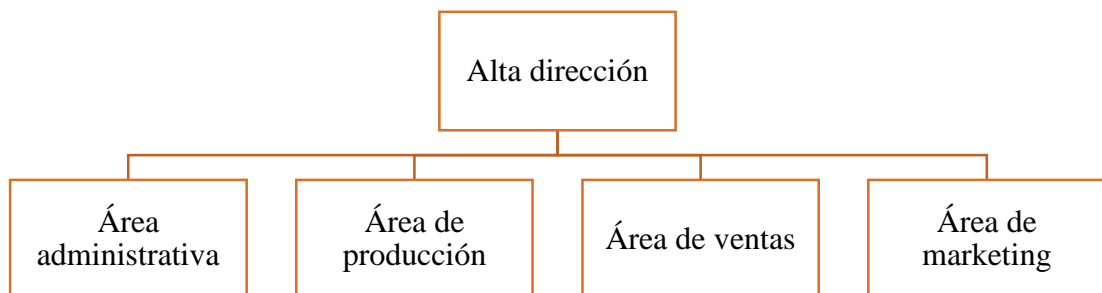 Alta dirección
Área
administrativa
Área de
producción
Área de ventas
Área de
marketing